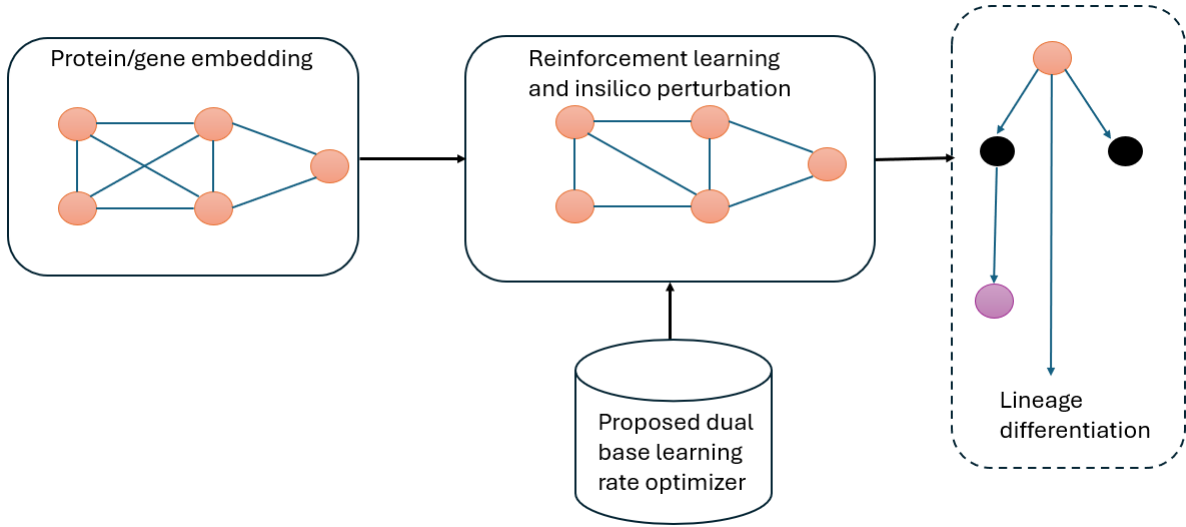 Protein/gene embedding
Reinforcement learning
and insilico perturbation
Proposed dual
base learning
rate optimizer
Lineage
differentiation